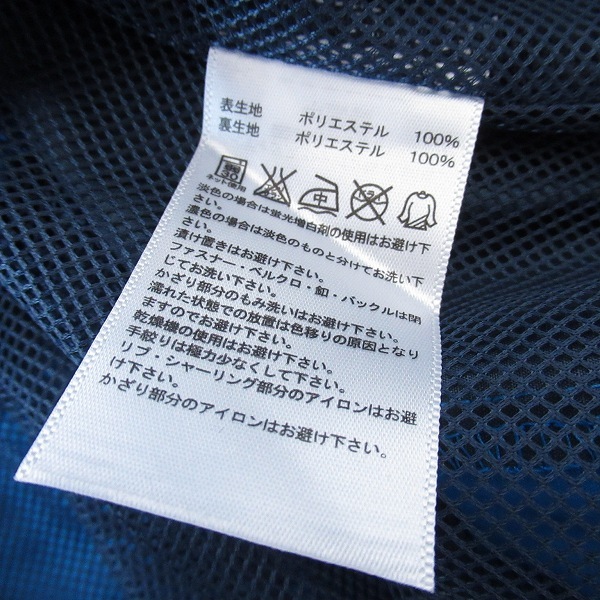 表生地 ポリエステル 100%
裏生地 ポリエステル 100%
30 中 ドライ
ネット使用
淡色の場合は蛍光増白剤の使用はお避け下
さい。
濃色の場合は淡色のものと分けてお洗い下
さい。
漬け置きはお避け下さい。
ファスナー・ベルクロ・釦・バックルは閉
じてお洗い下さい。
かざり部分のもみ洗いはお避け下さい。
濡れた状態での放置は色移りの原因となり
ますのでお避け下さい。
乾燥機の使用はお避け下さい。
手絞りは極力少なくして下さい。
リブ・シャーリング部分のアイロンはお避
け下さい。
かざり部分のアイロンはお避け下さい。